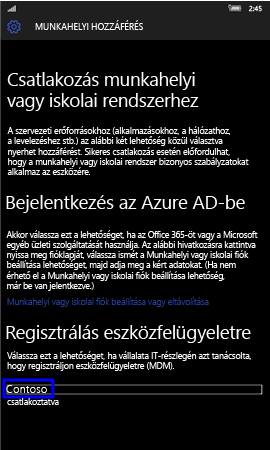 2:45
MUNKAHELYI HOZZÁFÉRÉS
Csatlakozás munkahelyi
vagy iskolai rendszerhez
A szervezeti erőforrásokhoz (alkalmazásokhoz, a hálózathoz,
a levelezéshez stb.) az alábbi két lehetőség közül választva
nyerhet hozzáférést. Sikeres csatlakozás esetén előfordulhat,
hogy a munkahelyi vagy iskolai rendszer bizonyos szabályzatokat
alkalmaz az eszközére.
Bejelentkezés az Azure AD-be
Akkor válassza ezt a lehetőséget, ha az Office 365-öt vagy a Microsoft
egyéb üzleti szolgáltatását használja. Az alábbi hivatkozásra kattintva
nyissa meg fióklapját, válassza ismét a Munkahelyi vagy iskolai fiók
beállítása lehetőséget, majd adja meg a kért adatokat. (Ha nem
érhető el a Munkahelyi vagy iskolai fiók beállítása lehetőség,
már be van jelentkezve.)
Munkahelyi vagy iskolai fiók beállítása vagy eltávolítása
Regisztrálás eszközfelügyeletre
Válassza ezt a lehetőséget, ha vállalata IT-részlegén azt tanácsolta,
hogy regisztráljon eszközfelügyeletre (MDM).
Contoso
csatlakoztatva